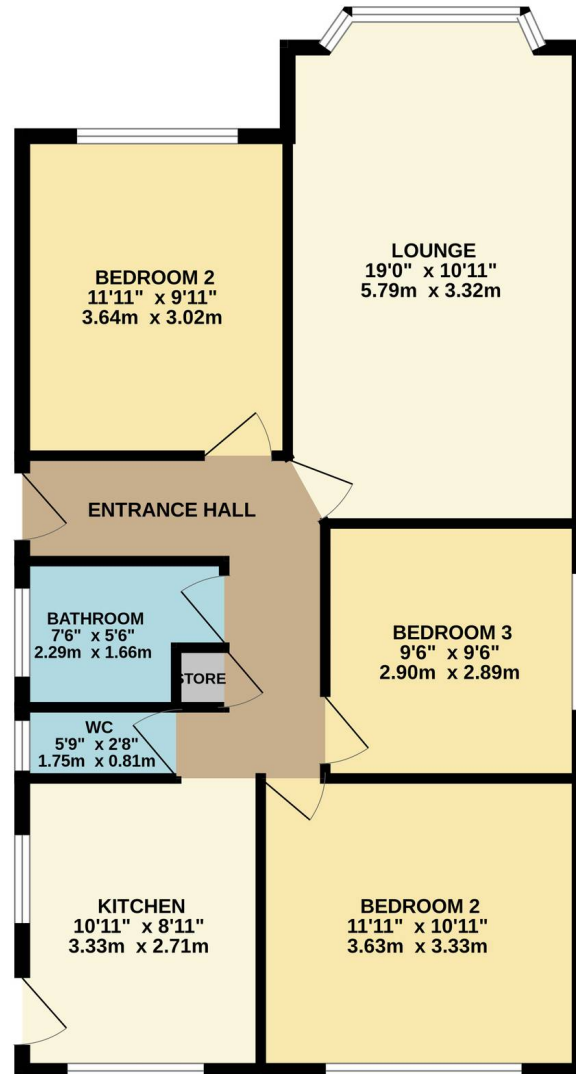 LOUNGE
19'0" x 10'11"
5.79m x 3.32m
BEDROOM 2
11'11" x 9'11"
3.64m x 3.02m
ENTRANCE HALL
BATHROOM
7'6" x 5'6"
2.29m x 1.66m
STORE
BEDROOM 3
9'6" x 9'6"
2.90m x 2.89m
WC
5'9" x 2'8"
1.75m x 0.81m
KITCHEN
10'11" x 8'11"
3.33m x 2.71m
BEDROOM 2
11'11" x 10'11"
3.63m x 3.33m